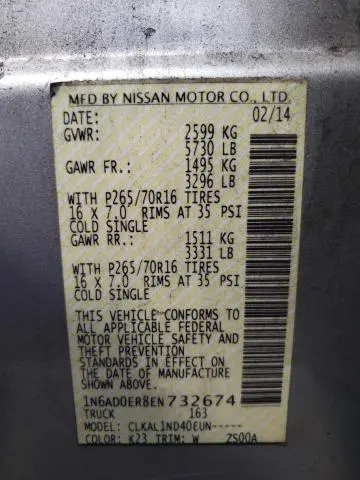 MFD BY NISSAN MOTOR CO., LTD.
DATE: 02/14
GVWR: 2599 KG
5730 LB
GAWR FR.: 1495 KG
3296 LB
WITH P265/70R16 TIRES
16 X 7.0 RIMS AT 35 PSI
COLD SINGLE
GAWR RR.: 1511 KG
3331 LB
WITH P265/70R16 TIRES
16 X 7.0 RIMS AT 35 PSI
COLD SINGLE
THIS VEHICLE CONFORMS
TO ALL APPLICABLE FEDERAL
MOTOR VEHICLE SAFETY AND
THEFT PREVENTION
STANDARDS IN EFFECT ON
THE DATE OF MANUFACTURE
SHOWN ABOVE.
1N6AD0ER8EN732674
TRUCK 163
MODEL: CLKAL1ND40EUN-----
COLOR: K23 TRIM: W ZS00A